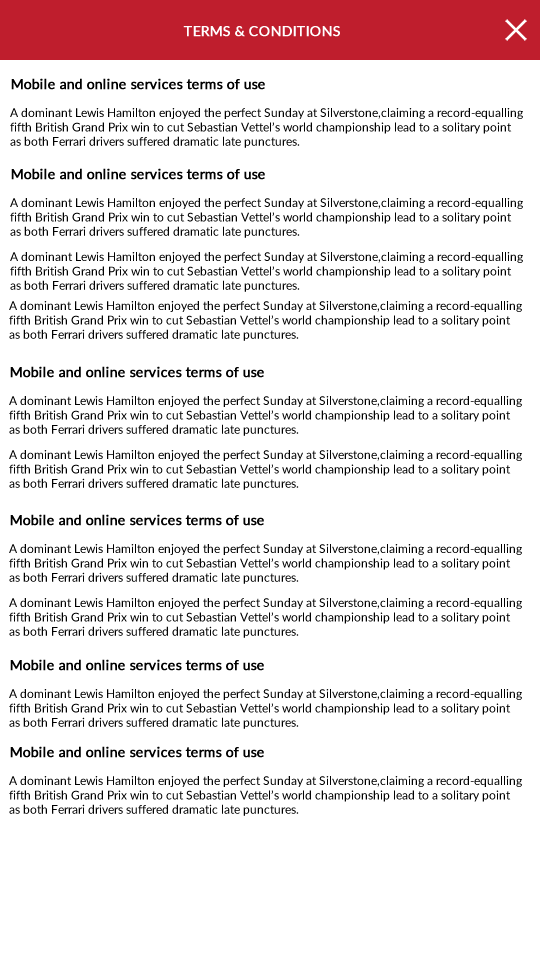 TERMS & CONDITIONS
Mobile and online services terms of use
A dominant Lewis Hamilton enjoyed the perfect Sunday at Silverstone,claiming a record-equalling
fifth British Grand Prix win to cut Sebastian Vettel's world championship lead to a solitary point
as both Ferrari drivers suffered dramatic late punctures.
Mobile and online services terms of use
A dominant Lewis Hamilton enjoyed the perfect Sunday at Silverstone,claiming a record-equalling
fifth British Grand Prix win to cut Sebastian Vettel's world championship lead to a solitary point
as both Ferrari drivers suffered dramatic late punctures.
A dominant Lewis Hamilton enjoyed the perfect Sunday at Silverstone,claiming a record-equalling
fifth British Grand Prix win to cut Sebastian Vettel's world championship lead to a solitary point
as both Ferrari drivers suffered dramatic late punctures.
A dominant Lewis Hamilton enjoyed the perfect Sunday at Silverstone,claiming a record-equalling
fifth British Grand Prix win to cut Sebastian Vettel's world championship lead to a solitary point
as both Ferrari drivers suffered dramatic late punctures.
Mobile and online services terms of use
A dominant Lewis Hamilton enjoyed the perfect Sunday at Silverstone,claiming a record-equalling
fifth British Grand Prix win to cut Sebastian Vettel's world championship lead to a solitary point
as both Ferrari drivers suffered dramatic late punctures.
A dominant Lewis Hamilton enjoyed the perfect Sunday at Silverstone,claiming a record-equalling
fifth British Grand Prix win to cut Sebastian Vettel's world championship lead to a solitary point
as both Ferrari drivers suffered dramatic late punctures.
Mobile and online services terms of use
A dominant Lewis Hamilton enjoyed the perfect Sunday at Silverstone,claiming a record-equalling
fifth British Grand Prix win to cut Sebastian Vettel's world championship lead to a solitary point
as both Ferrari drivers suffered dramatic late punctures.
A dominant Lewis Hamilton enjoyed the perfect Sunday at Silverstone,claiming a record-equalling
fifth British Grand Prix win to cut Sebastian Vettel's world championship lead to a solitary point
as both Ferrari drivers suffered dramatic late punctures.
Mobile and online services terms of use
A dominant Lewis Hamilton enjoyed the perfect Sunday at Silverstone,claiming a record-equalling
fifth British Grand Prix win to cut Sebastian Vettel's world championship lead to a solitary point
as both Ferrari drivers suffered dramatic late punctures.
Mobile and online services terms of use
A dominant Lewis Hamilton enjoyed the perfect Sunday at Silverstone,claiming a record-equalling
fifth British Grand Prix win to cut Sebastian Vettel's world championship lead to a solitary point
as both Ferrari drivers suffered dramatic late punctures.